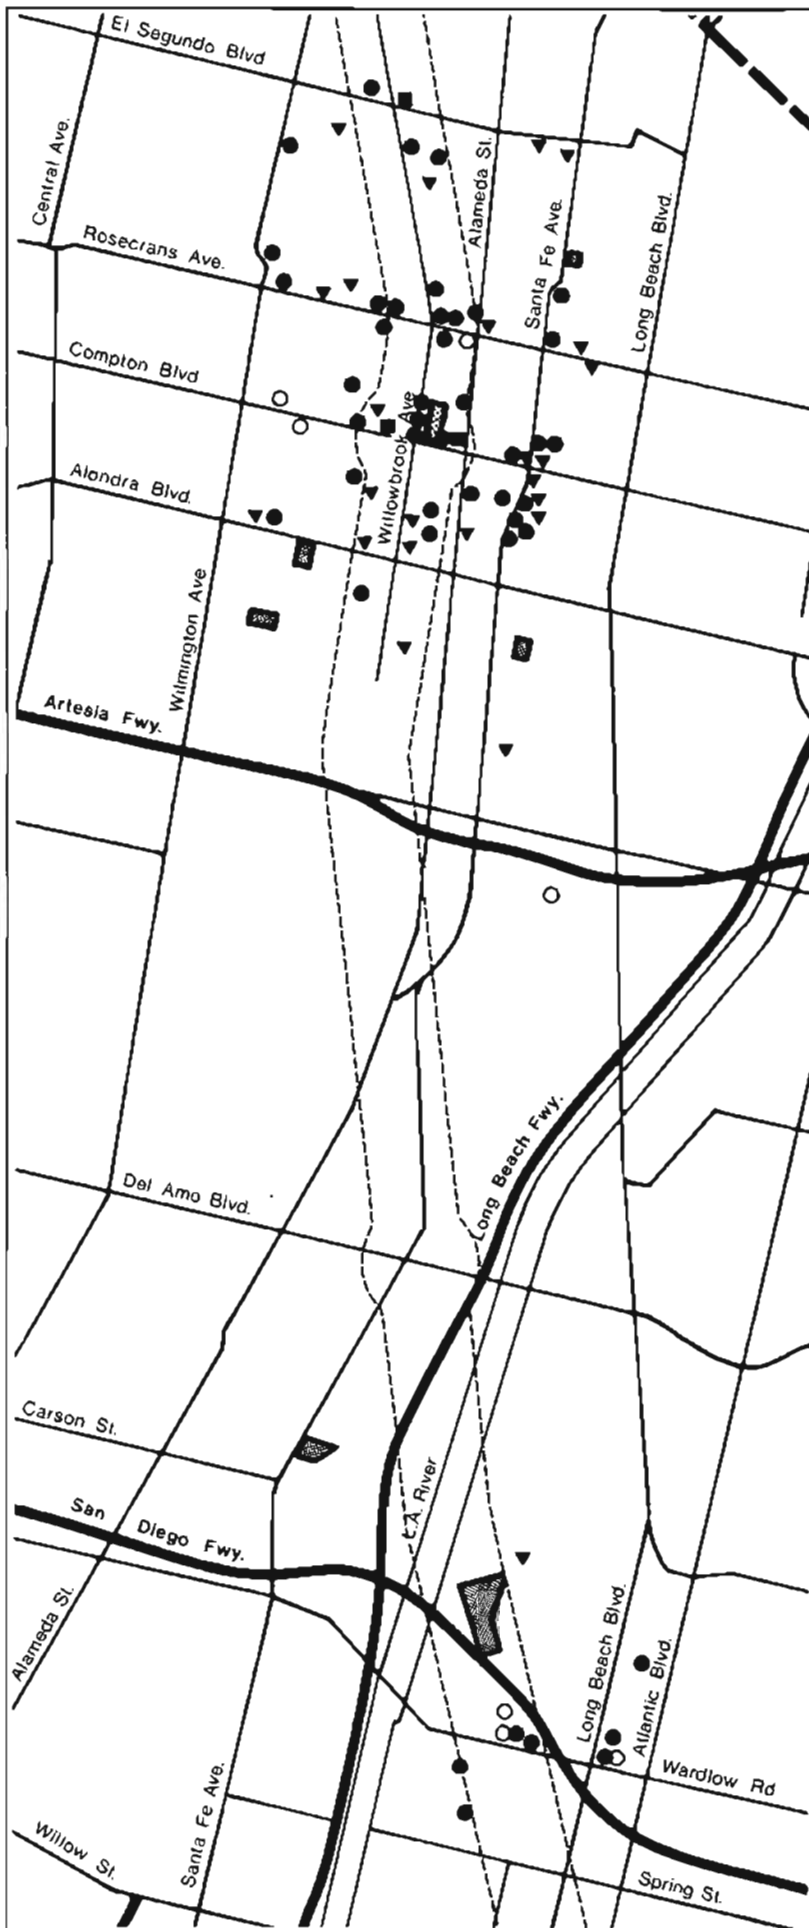 El Segundo Blvd
Central Ave.
Alameda St.
Santa Fe Ave.
Long Beach Blvd.
Rosecrans Ave.
Compton Blvd
Willowbrook Ave
Alondra Blvd.
Wilmington Ave
Artesia Fwy.
Long Beach Fwy.
Del Amo Blvd.
Carson St.
L.A. River
San Diego Fwy.
Alameda St.
Long Beach Blvd.
Atlantic Blvd.
Wardlow Rd
Santa Fe Ave.
Willow St.
Spring St.